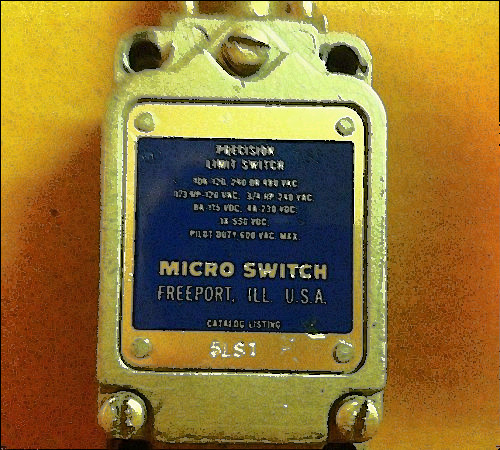 PRECISION
LIMIT SWITCH
10A-120, 240 OR 480 VAC
1/3 HP-120 VAC, 3/4 HP-240 VAC.
8A-115 VDC, 4A-230 VDC
1A-550 VDC
PILOT DUTY 600 VAC. MAX.
MICRO SWITCH
FREEPORT, ILL. U.S.A.
CATALOG LISTING
5LS1